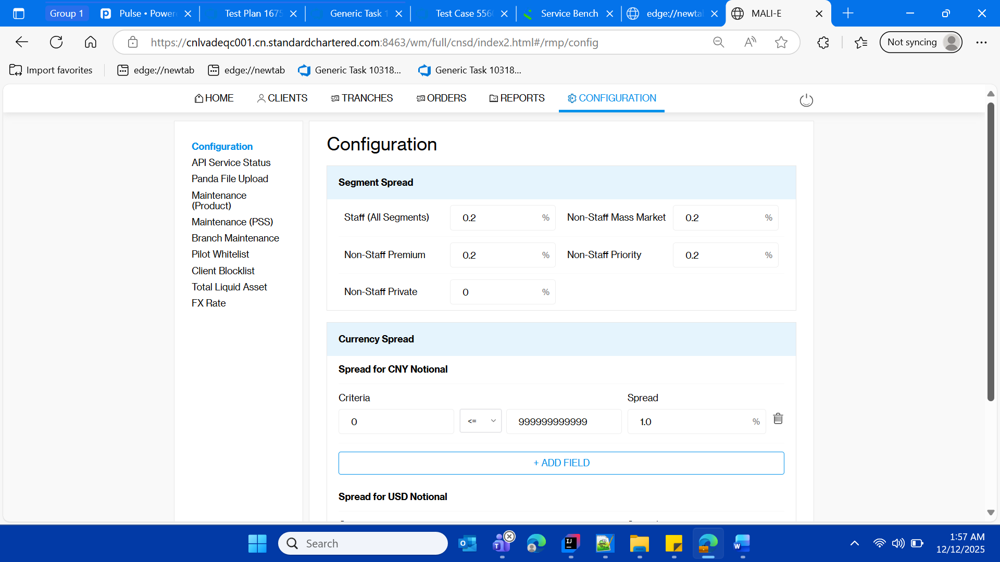 Group 1
Pulse • Power
Test Plan 1675
Generic Task 1
Test Case 556
Service Bench
edge://newta
MALI-E
https://cnlvadeqc001.cn.standardchartered.com:8463/wm/full/cnsd/index2.html#/rmp/config
Not syncing
Import favorites
edge://newtab
edge://newtab
Generic Task 10318...
Generic Task 10318...
HOME
CLIENTS
TRANCHES
ORDERS
REPORTS
CONFIGURATION
Configuration
API Service Status
Panda File Upload
Maintenance
(Product)
Maintenance (PSS)
Branch Maintenance
Pilot Whitelist
Client Blocklist
Total Liquid Asset
FX Rate
Configuration
Segment Spread
Staff (All Segments) 0.2 % Non-Staff Mass Market 0.2 %
Non-Staff Premium 0.2 % Non-Staff Priority 0.2 %
Non-Staff Private 0 %
Currency Spread
Spread for CNY Notional
Criteria Spread
0 <= 999999999999 1.0 %
+ ADD FIELD
Spread for USD Notional
Search
1:57 AM
12/12/2025